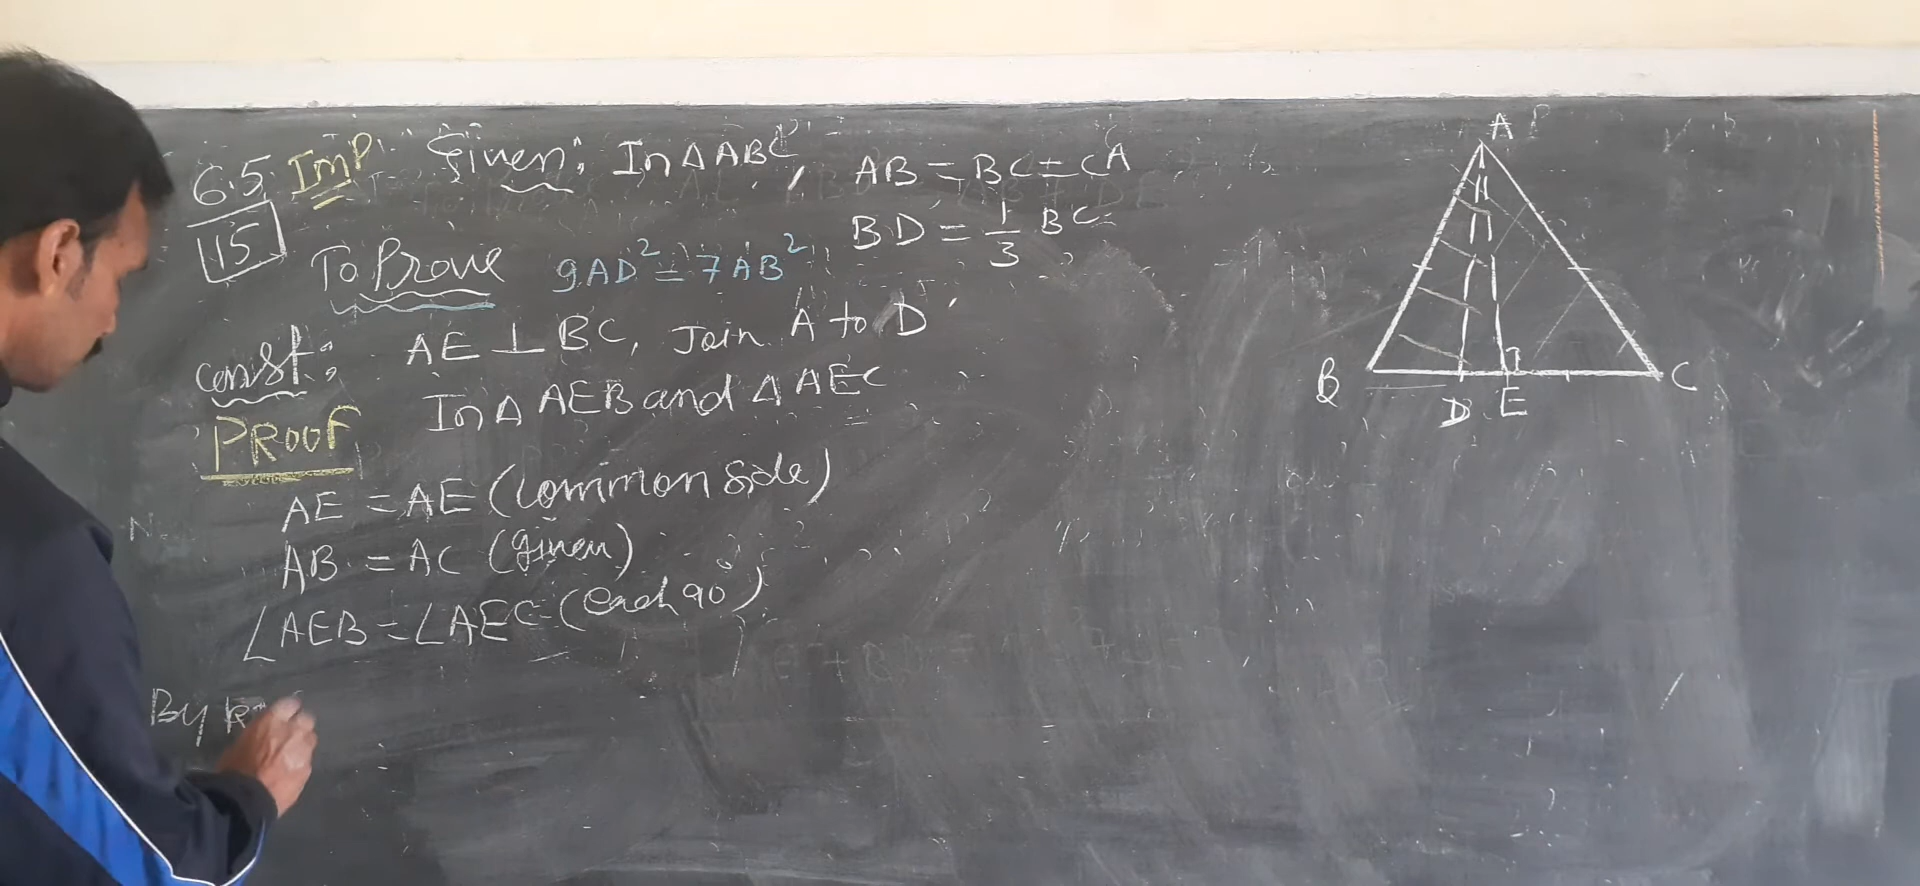 6.5 Imp. Given: In ∆ ABC, AB = BC = CA
BD = 1/3 BC
15
To Prove 9AD² = 7AB²
const: AE ⊥ BC, Join A to D
PROOF In ∆ AEB and ∆ AEC
AE = AE (common side)
AB = AC (given)
∠AEB = ∠AEC (each 90°)
By
A
B
D E
C